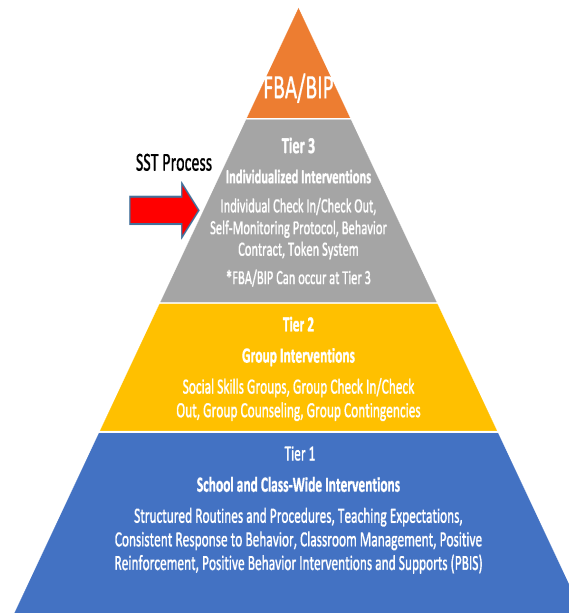 FBA/BIP
SST Process
Tier 3
Individualized Interventions
Individual Check In/Check Out,
Self-Monitoring Protocol, Behavior
Contract, Token System
*FBA/BIP Can occur at Tier 3
Tier 2
Group Interventions
Social Skills Groups, Group Check In/Check
Out, Group Counseling, Group Contingencies
Tier 1
School and Class-Wide Interventions
Structured Routines and Procedures, Teaching Expectations,
Consistent Response to Behavior, Classroom Management, Positive
Reinforcement, Positive Behavior Interventions and Supports (PBIS)